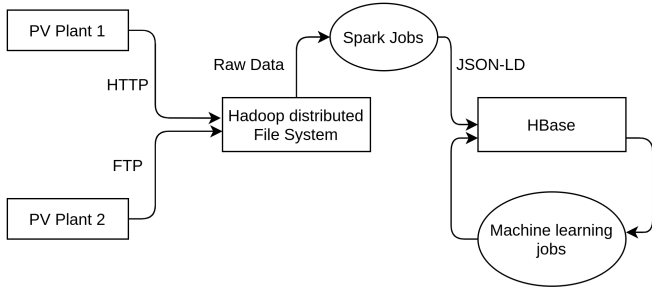 PV Plant 1
HTTP
FTP
PV Plant 2
Raw Data
Hadoop distributed
File System
Spark Jobs
JSON-LD
HBase
Machine learning
jobs